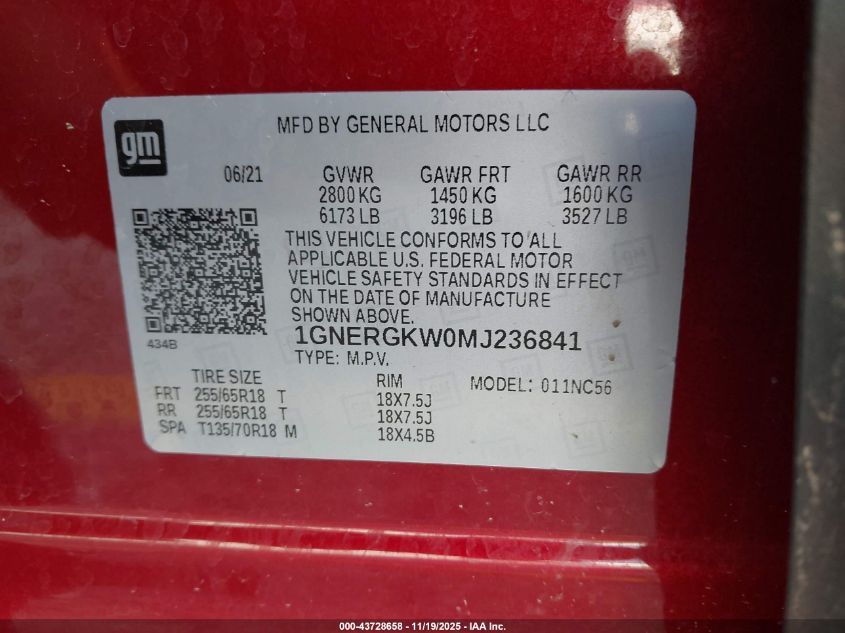 gm
MFD BY GENERAL MOTORS LLC
06/21 GVWR GAWR FRT GAWR RR
2800 KG 1450 KG 1600 KG
6173 LB 3196 LB 3527 LB
THIS VEHICLE CONFORMS TO ALL
APPLICABLE U.S. FEDERAL MOTOR
VEHICLE SAFETY STANDARDS IN EFFECT
ON THE DATE OF MANUFACTURE
SHOWN ABOVE.
434B
1GNERGKW0MJ236841
TYPE: M.P.V.
TIRE SIZE RIM MODEL: 011NC56
FRT 255/65R18 T 18X7.5J
RR 255/65R18 T 18X7.5J
SPA T135/70R18 M 18X4.5B
000-43728658 — 11/19/2025 — IAA Inc.